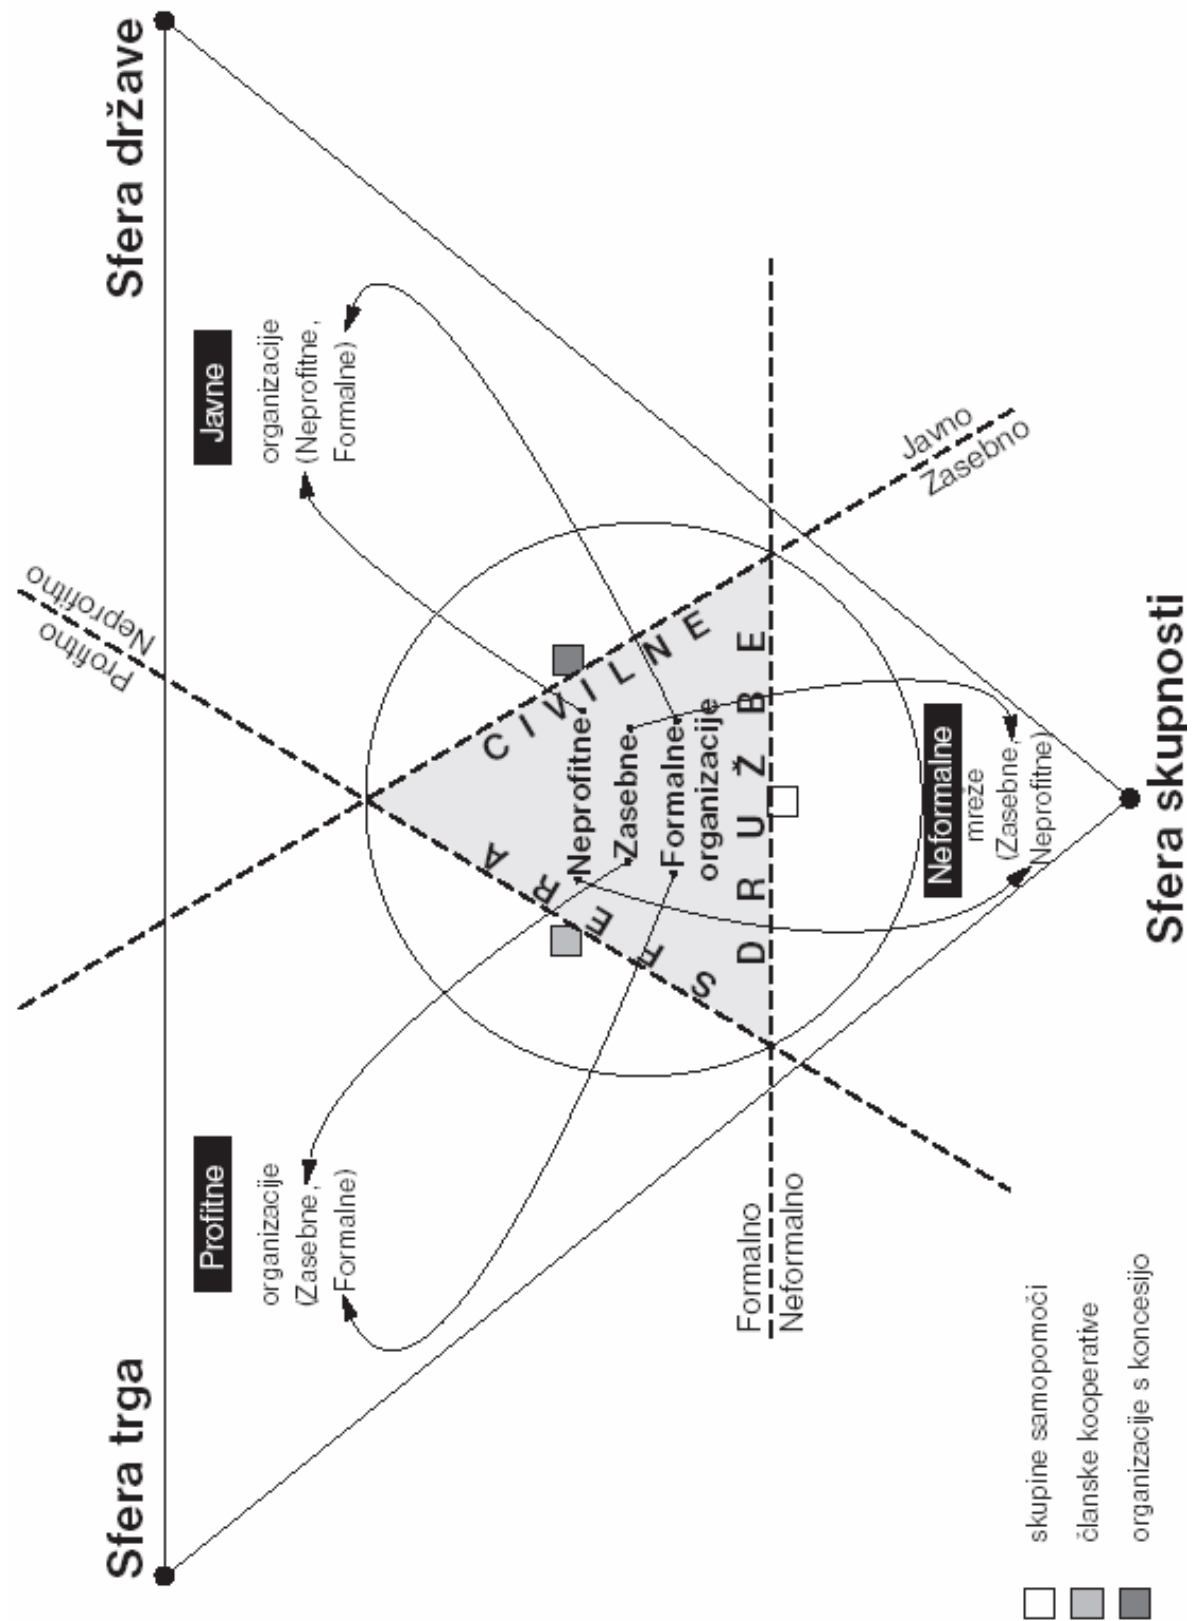 Sfera trga
Sfera države
Profitno
Neprofitno
Profitne
organizacije
(Zasebne,
Formalne)
Javne
organizacije
(Neprofitne,
Formalne)
SFERA CIVILNE
Neprofitne
Zasebne
Formalne
organizacije
DRUŽBE
Formalno
Neformalno
Javno
Zasebno
Neformalne
mreže
(Zasebne,
Neprofitne)
Sfera skupnosti
skupine samopomoči
članske kooperative
organizacije s koncesijo